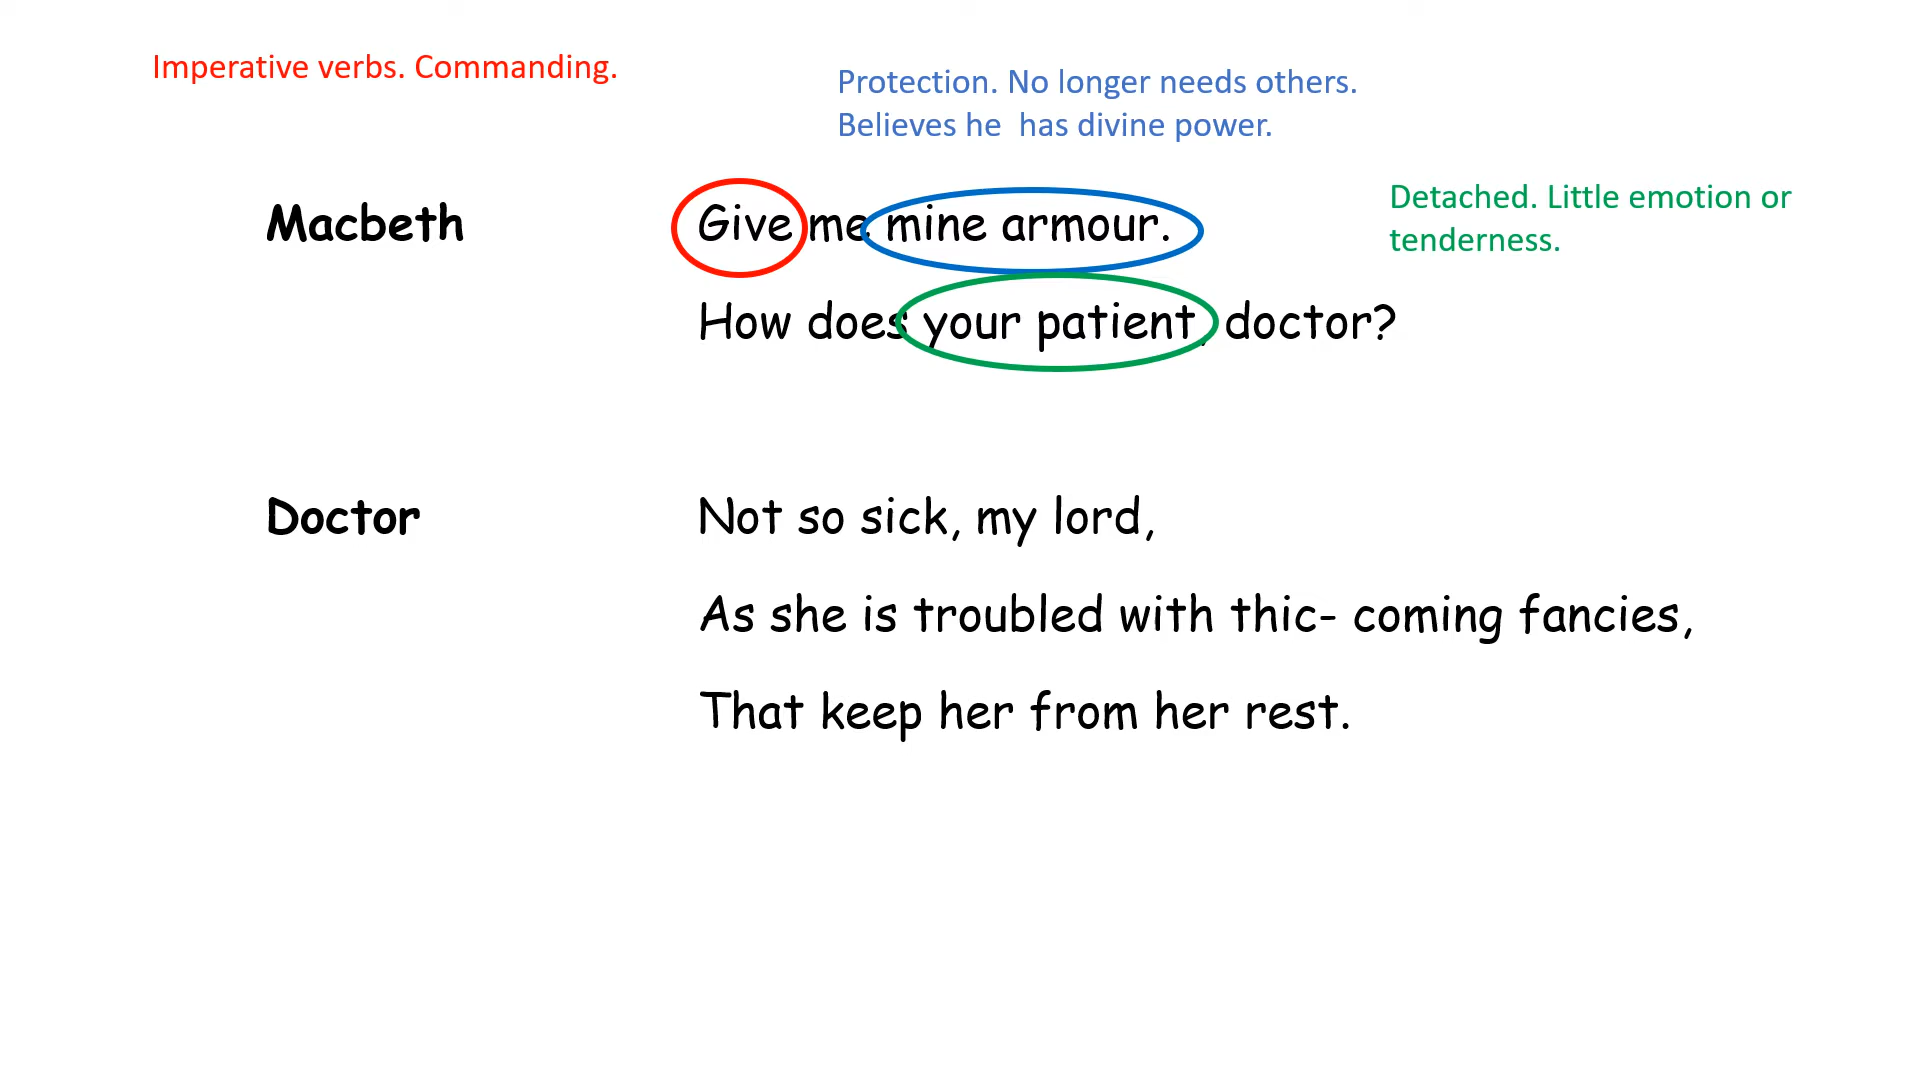 Imperative verbs. Commanding.
Protection. No longer needs others.
Believes he  has divine power.
Detached. Little emotion or
tenderness.
Macbeth
Give me mine armour.
How does your patient, doctor?
Doctor
Not so sick, my lord,
As she is troubled with thic- coming fancies,
That keep her from her rest.